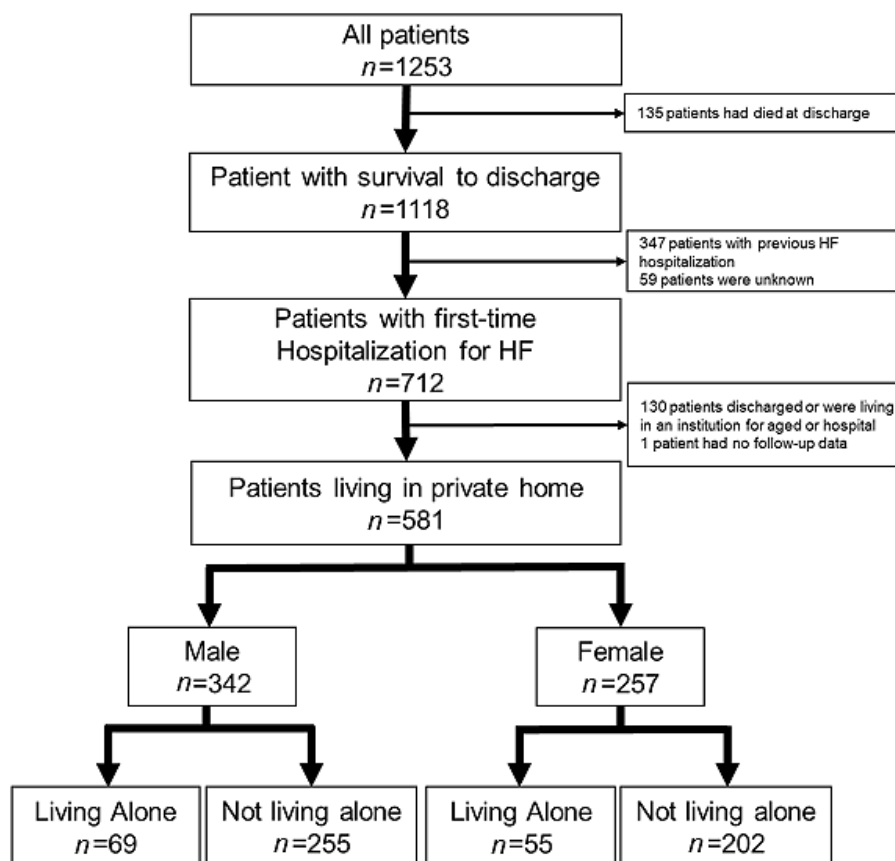 All patients
n=1253
135 patients had died at discharge
Patient with survival to discharge
n=1118
347 patients with previous HF
hospitalization
59 patients were unknown
Patients with first-time
Hospitalization for HF
n=712
130 patients discharged or were living
in an institution for aged or hospital
1 patient had no follow-up data
Patients living in private home
n=581
Male
n=342
Female
n=257
Living Alone
n=69
Not living alone
n=255
Living Alone
n=55
Not living alone
n=202